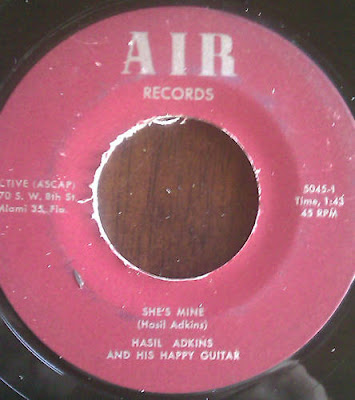 AIR
RECORDS
CTIVE (ASCAP)
70 S. W. 8th St
Miami 35, Fla.
5045-1
Time, 1:43
45 RPM
SHE'S MINE
(Hasil Adkins)
HASIL ADKINS
AND HIS HAPPY GUITAR